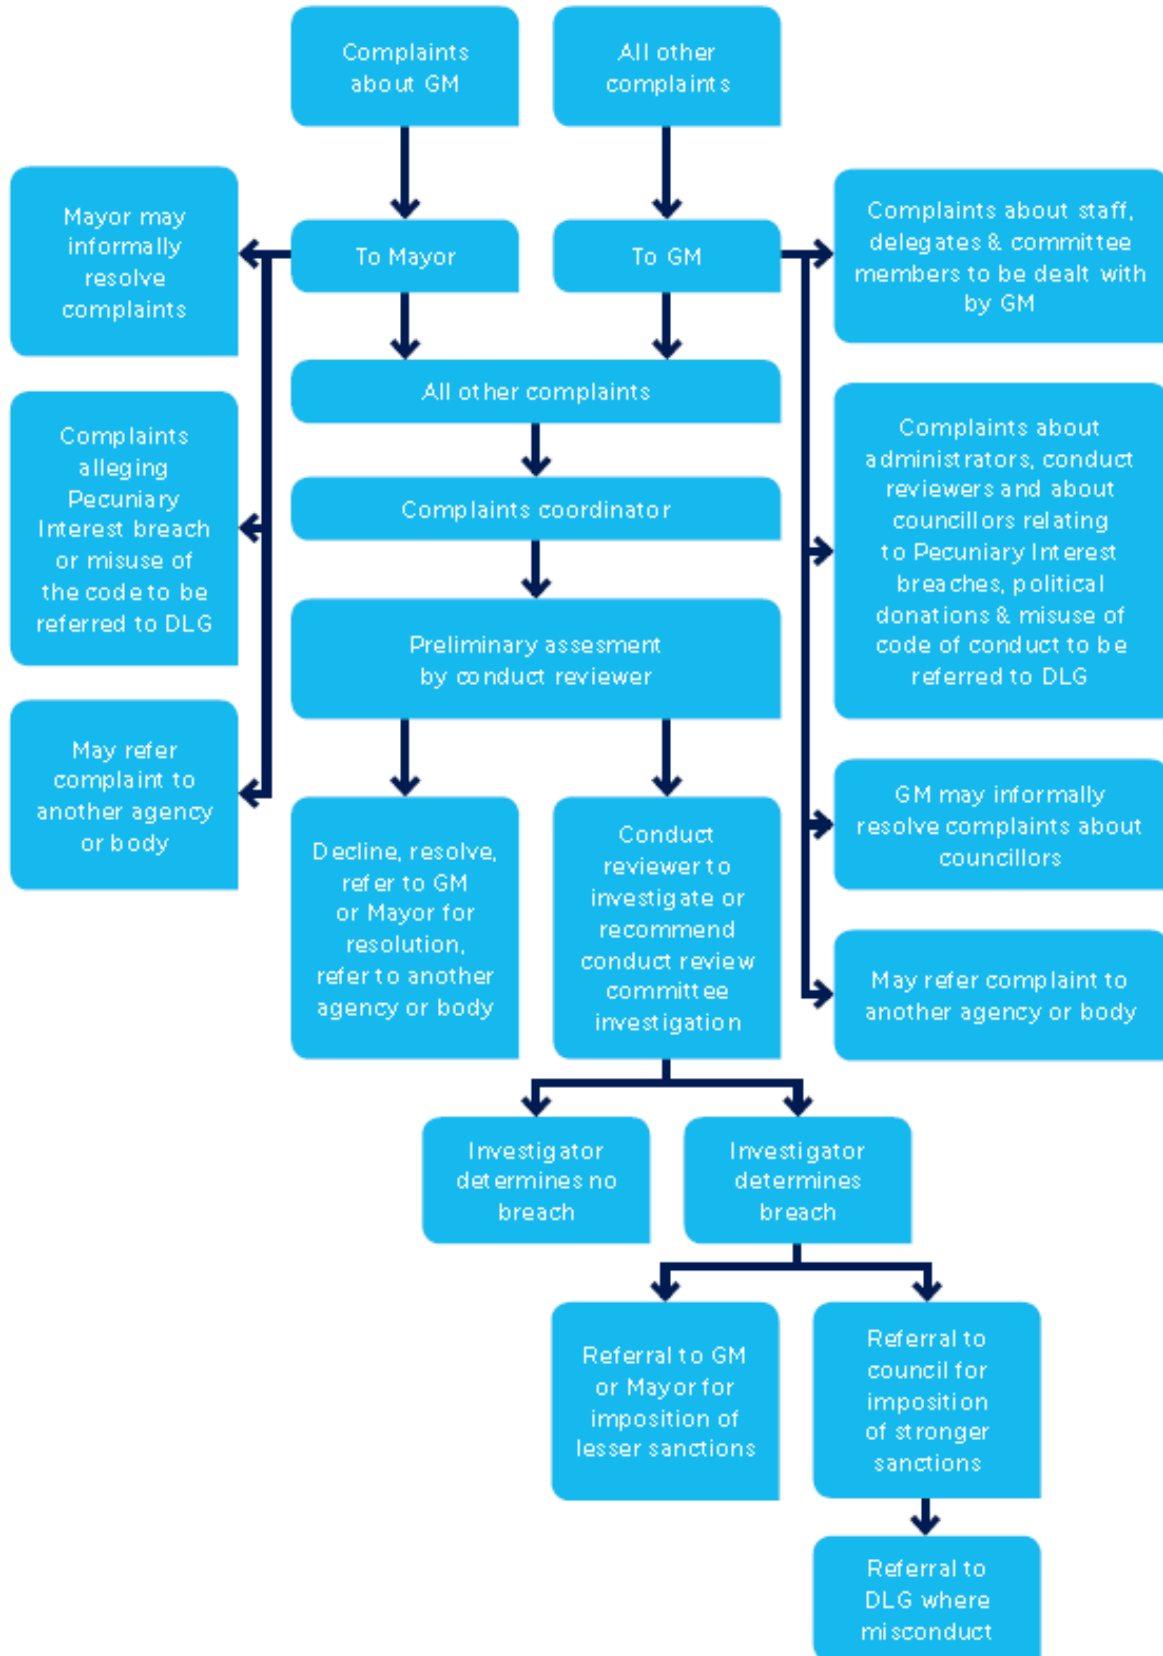 Complaints
about GM
All other
complaints
Mayor may
informally
resolve
complaints
To Mayor
To GM
Complaints about staff,
delegates & committee
members to be dealt with
by GM
All other complaints
Complaints
alleging
Pecuniary
Interest breach
or misuse of
the code to be
referred to DLG
Complaints about
administrators, conduct
reviewers and about
councillors relating
to Pecuniary Interest
breaches, political
donations & misuse of
code of conduct to be
referred to DLG
Complaints coordinator
Preliminary assesment
by conduct reviewer
May refer
complaint to
another agency
or body
GM may informally
resolve complaints about
councillors
Decline, resolve,
refer to GM
or Mayor for
resolution,
refer to another
agency or body
Conduct
reviewer to
investigate or
recommend
conduct review
committee
investigation
May refer complaint to
another agency or body
Investigator
determines no
breach
Investigator
determines
breach
Referral to GM
or Mayor for
imposition of
lesser sanctions
Referral to
council for
imposition
of stronger
sanctions
Referral to
DLG where
misconduct